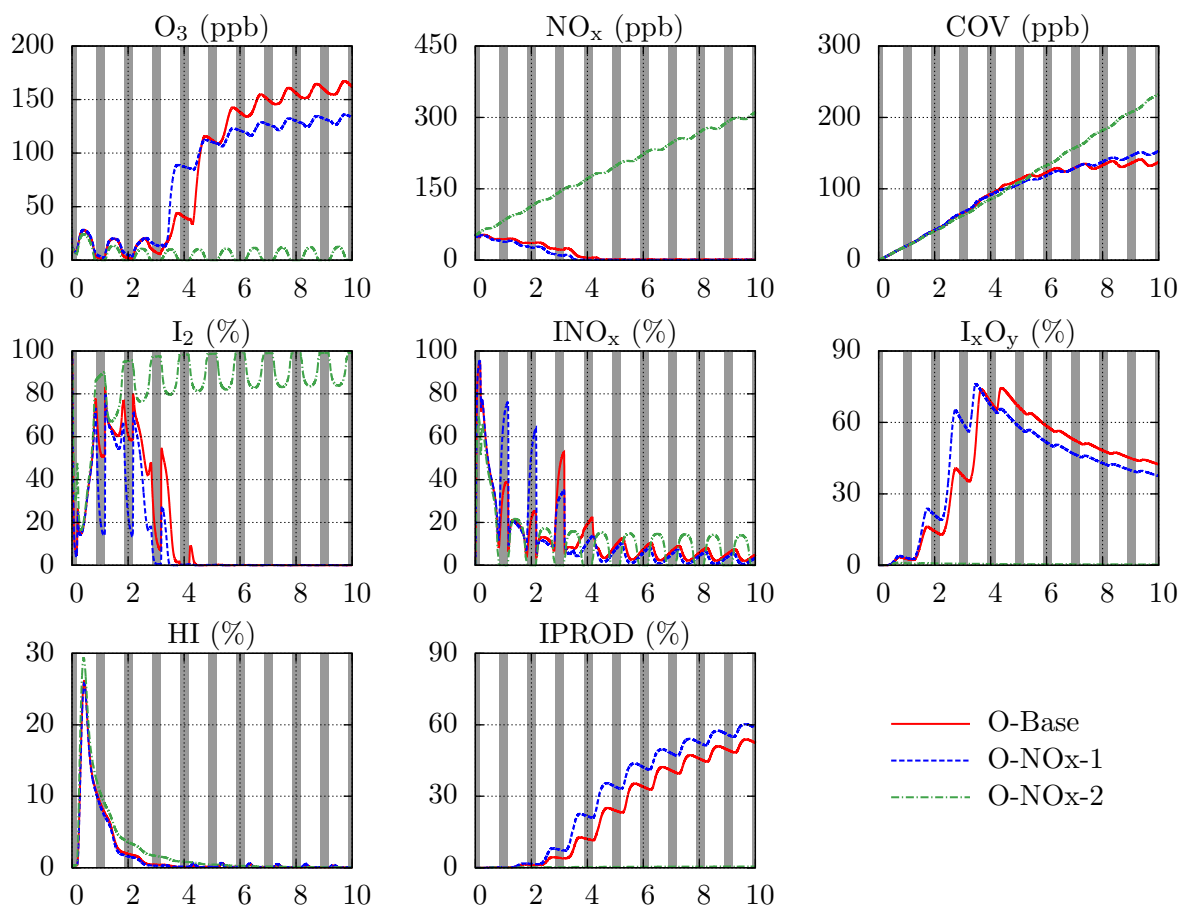 O₃ (ppb) NOₓ (ppb) COV (ppb)
200 450 300
150
300 200
100
150 100
50
0 0 0
0 2 4 6 8 10 0 2 4 6 8 10 0 2 4 6 8 10
I₂ (%) INOₓ (%) IₓOᵧ (%)
100 100 90
80 80
60 60 60
40 40
30
20 20
0 0 0
0 2 4 6 8 10 0 2 4 6 8 10 0 2 4 6 8 10
HI (%) IPROD (%)
30 90
20 60
10 30
0 0
0 2 4 6 8 10 0 2 4 6 8 10
O-Base
O-NOx-1
O-NOx-2